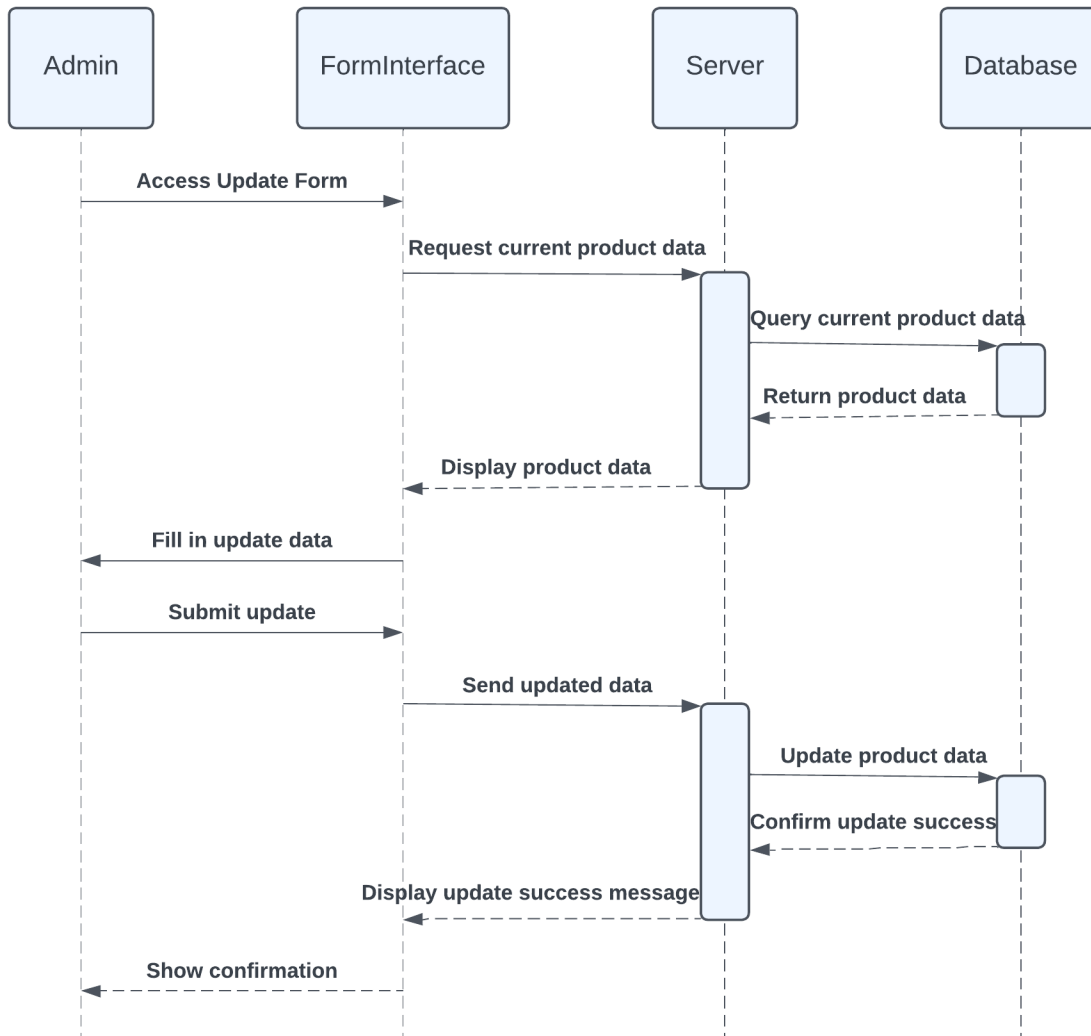 Admin
FormInterface
Server
Database
Access Update Form
Request current product data
Query current product data
Return product data
Display product data
Fill in update data
Submit update
Send updated data
Update product data
Confirm update success
Display update success message
Show confirmation